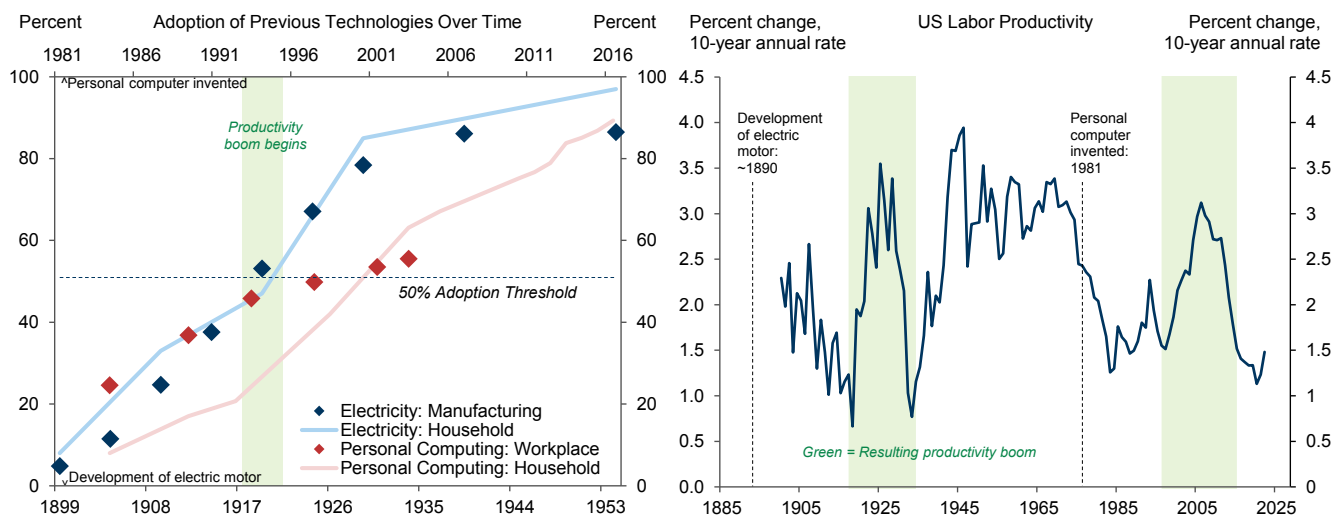 Percent Adoption of Previous Technologies Over Time Percent
1981 1986 1991 1996 2001 2006 2011 2016
^Personal computer invented
Productivity
boom begins
50% Adoption Threshold
Electricity: Manufacturing
Electricity: Household
Personal Computing: Workplace
Personal Computing: Household
˅Development of electric motor
100
80
60
40
20
0
100
80
60
40
20
0
1899 1908 1917 1926 1935 1944 1953
Percent change,
10-year annual rate
US Labor Productivity
Percent change,
10-year annual rate
4.5
4.0
3.5
3.0
2.5
2.0
1.5
1.0
0.5
0.0
Development
of electric
motor:
~1890
Personal
computer
invented:
1981
Green = Resulting productivity boom
4.5
4
3.5
3
2.5
2
1.5
1
0.5
0
1885 1905 1925 1945 1965 1985 2005 2025